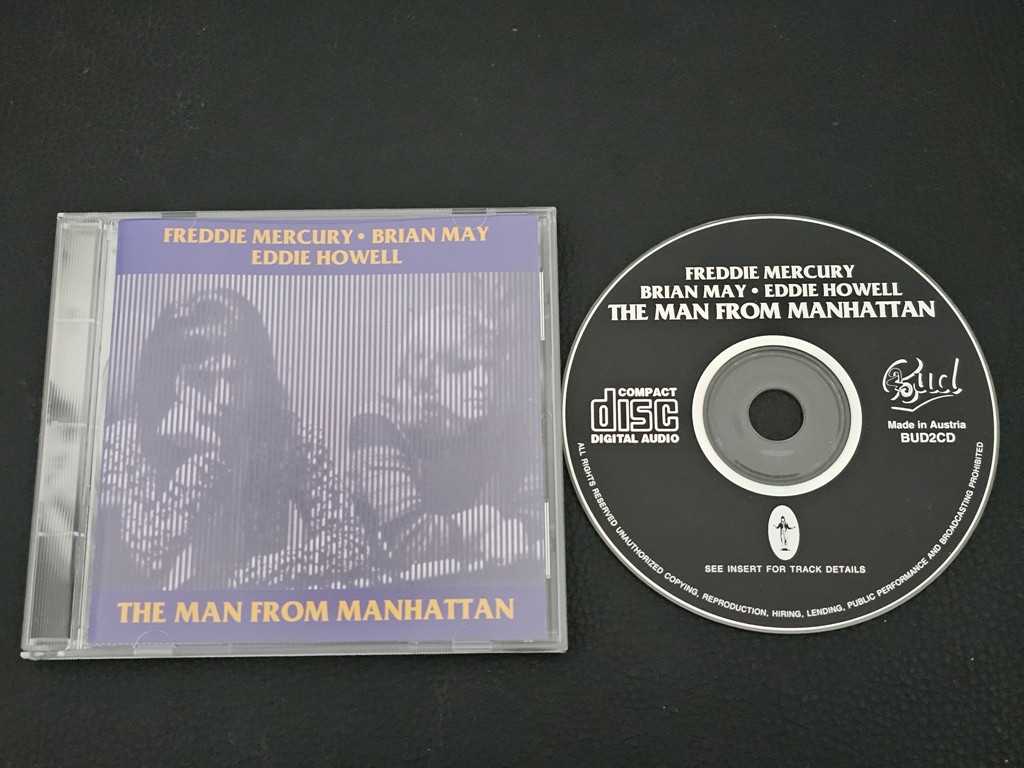 FREDDIE MERCURY • BRIAN MAY
EDDIE HOWELL
THE MAN FROM MANHATTAN
FREDDIE MERCURY
BRIAN MAY • EDDIE HOWELL
THE MAN FROM MANHATTAN
COMPACT
disc
DIGITAL AUDIO
Bud
Made in Austria
BUD2CD
SEE INSERT FOR TRACK DETAILS
ALL RIGHTS RESERVED UNAUTHORIZED COPYING, REPRODUCTION, HIRING, LENDING, PUBLIC PERFORMANCE AND BROADCASTING PROHIBITED